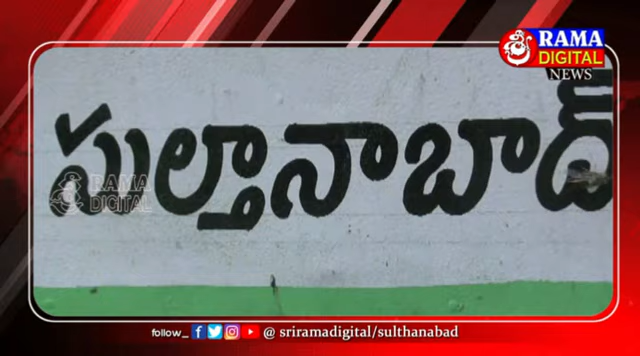 RAMA
DIGITAL
NEWS
సుల్తానాబాద్
RAMA
DIGITAL
follow_ @ sriramadigital/sulthanabad